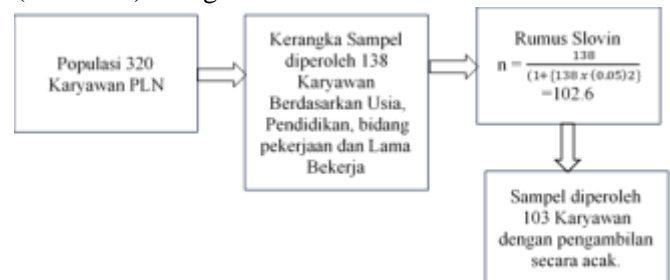 Populasi 320
Karyawan PLN
Kerangka Sampel
diperoleh 138
Karyawan
Berdasarkan Usia,
Pendidikan, bidang
pekerjaan dan Lama
Bekerja
Rumus Slovin
n = 138 / (1+{138 x (0.05)2}
=102.6
Sampel diperoleh
103 Karyawan
dengan pengambilan
secara acak.